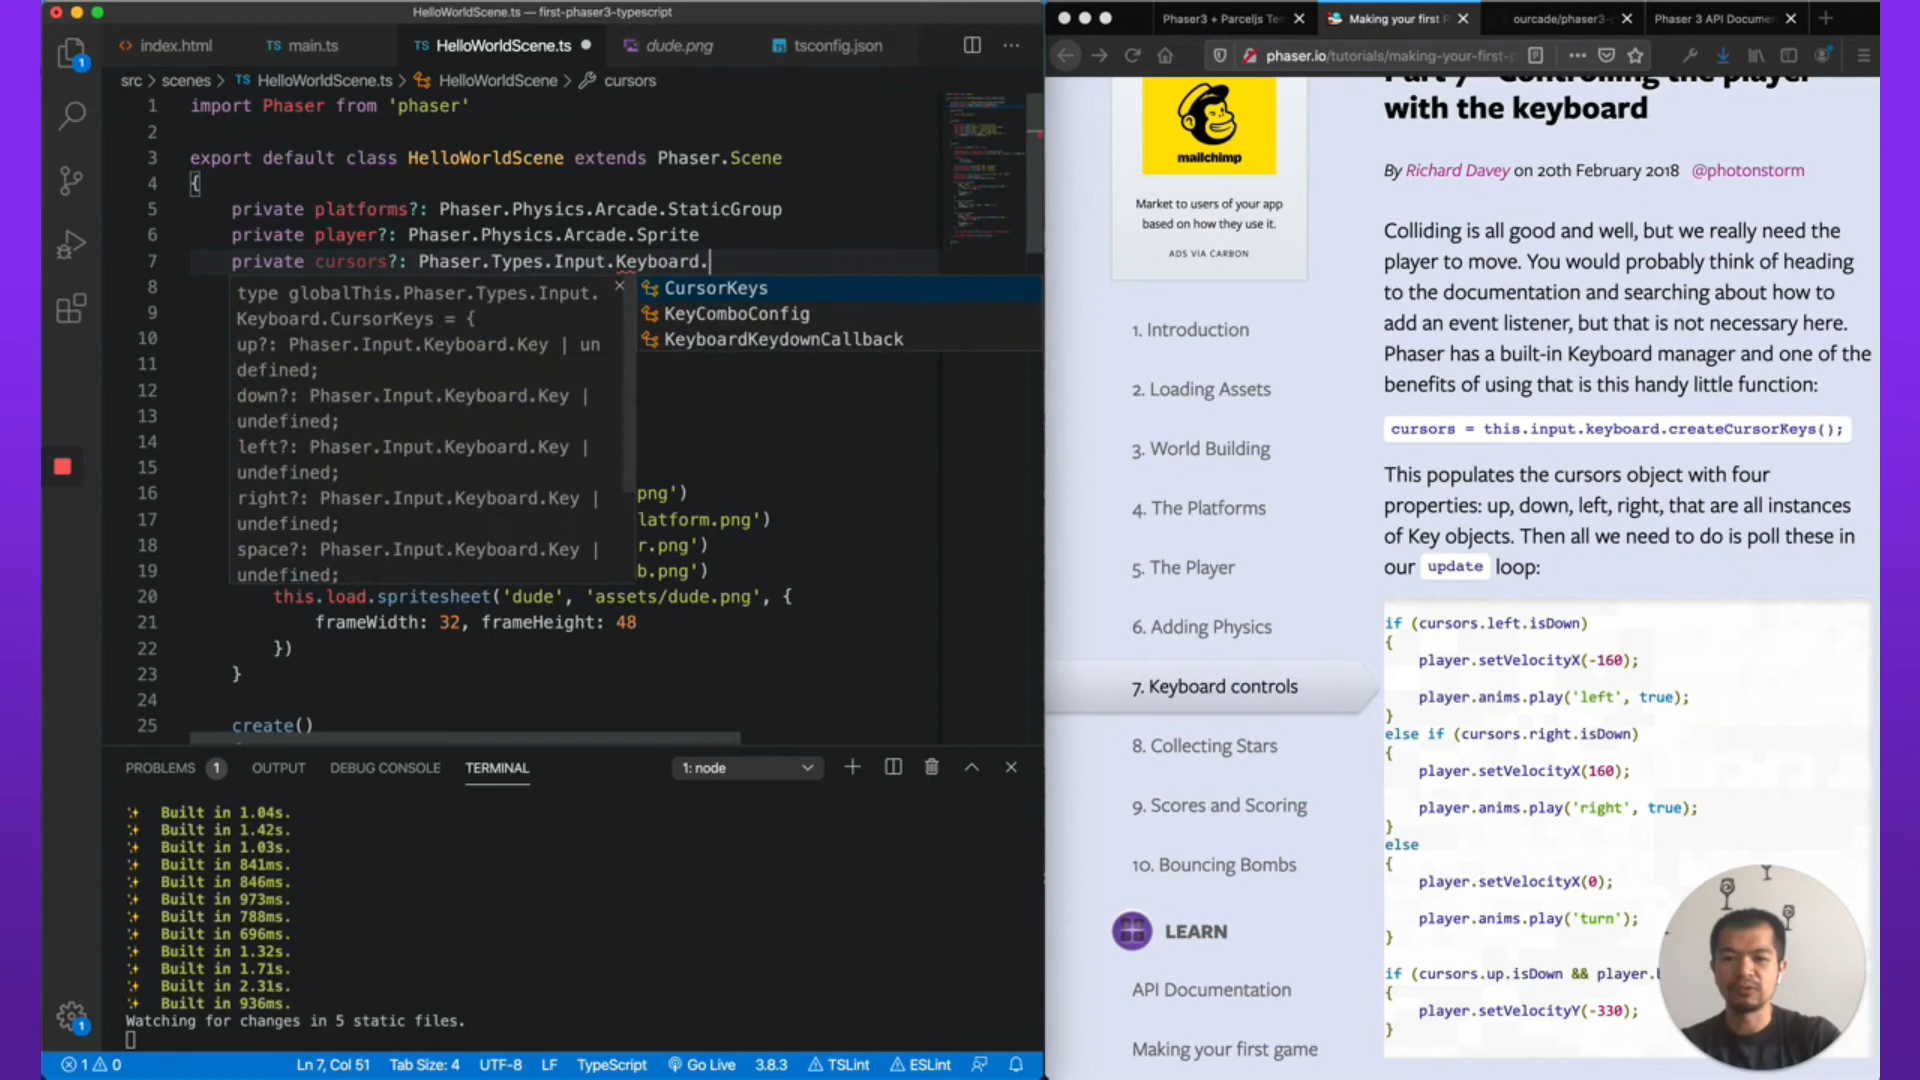 HelloWorldScene.ts — first-phaser3-typescript
index.html
TS main.ts
TS HelloWorldScene.ts
dude.png
tsconfig.json
src > scenes > TS HelloWorldScene.ts > HelloWorldScene > cursors
1 import Phaser from 'phaser'
2
3 export default class HelloWorldScene extends Phaser.Scene
4 {
5 private platforms?: Phaser.Physics.Arcade.StaticGroup
6 private player?: Phaser.Physics.Arcade.Sprite
7 private cursors?: Phaser.Types.Input.Keyboard.
8
9
10
11
12
13
14
15
16 png')
17 latform.png')
18 r.png')
19 b.png')
20 this.load.spritesheet('dude', 'assets/dude.png', {
21 frameWidth: 32, frameHeight: 48
22 })
23 }
24
25 create()
type globalThis.Phaser.Types.Input.
Keyboard.CursorKeys = {
up?: Phaser.Input.Keyboard.Key | un
defined;
down?: Phaser.Input.Keyboard.Key |
undefined;
left?: Phaser.Input.Keyboard.Key |
undefined;
right?: Phaser.Input.Keyboard.Key |
undefined;
space?: Phaser.Input.Keyboard.Key |
undefined;
CursorKeys
KeyComboConfig
KeyboardKeydownCallback
PROBLEMS 1 OUTPUT DEBUG CONSOLE TERMINAL 1: node
Built in 1.04s.
Built in 1.42s.
Built in 1.03s.
Built in 841ms.
Built in 846ms.
Built in 973ms.
Built in 788ms.
Built in 696ms.
Built in 1.32s.
Built in 1.71s.
Built in 2.31s.
Built in 936ms.
Watching for changes in 5 static files.
1
1
1 0 Ln 7, Col 51 Tab Size: 4 UTF-8 LF TypeScript Go Live 3.8.3 TSLint ESLint
Phaser3 + Parceljs Te
Making your first P
ourcade/phaser3-
Phaser 3 API Docume
phaser.io/tutorials/making-your-first-
mailchimp
Market to users of your app
based on how they use it.
ADS VIA CARBON
1. Introduction
2. Loading Assets
3. World Building
4. The Platforms
5. The Player
6. Adding Physics
7. Keyboard controls
8. Collecting Stars
9. Scores and Scoring
10. Bouncing Bombs
LEARN
API Documentation
Making your first game
Part 7 - Controlling the player
with the keyboard
By Richard Davey on 20th February 2018 @photonstorm
Colliding is all good and well, but we really need the
player to move. You would probably think of heading
to the documentation and searching about how to
add an event listener, but that is not necessary here.
Phaser has a built-in Keyboard manager and one of the
benefits of using that is this handy little function:
cursors = this.input.keyboard.createCursorKeys();
This populates the cursors object with four
properties: up, down, left, right, that are all instances
of Key objects. Then all we need to do is poll these in
our update loop:
if (cursors.left.isDown)
{
player.setVelocityX(-160);
player.anims.play('left', true);
}
else if (cursors.right.isDown)
{
player.setVelocityX(160);
player.anims.play('right', true);
}
else
{
player.setVelocityX(0);
player.anims.play('turn');
}
if (cursors.up.isDown && player.
{
player.setVelocityY(-330);
}